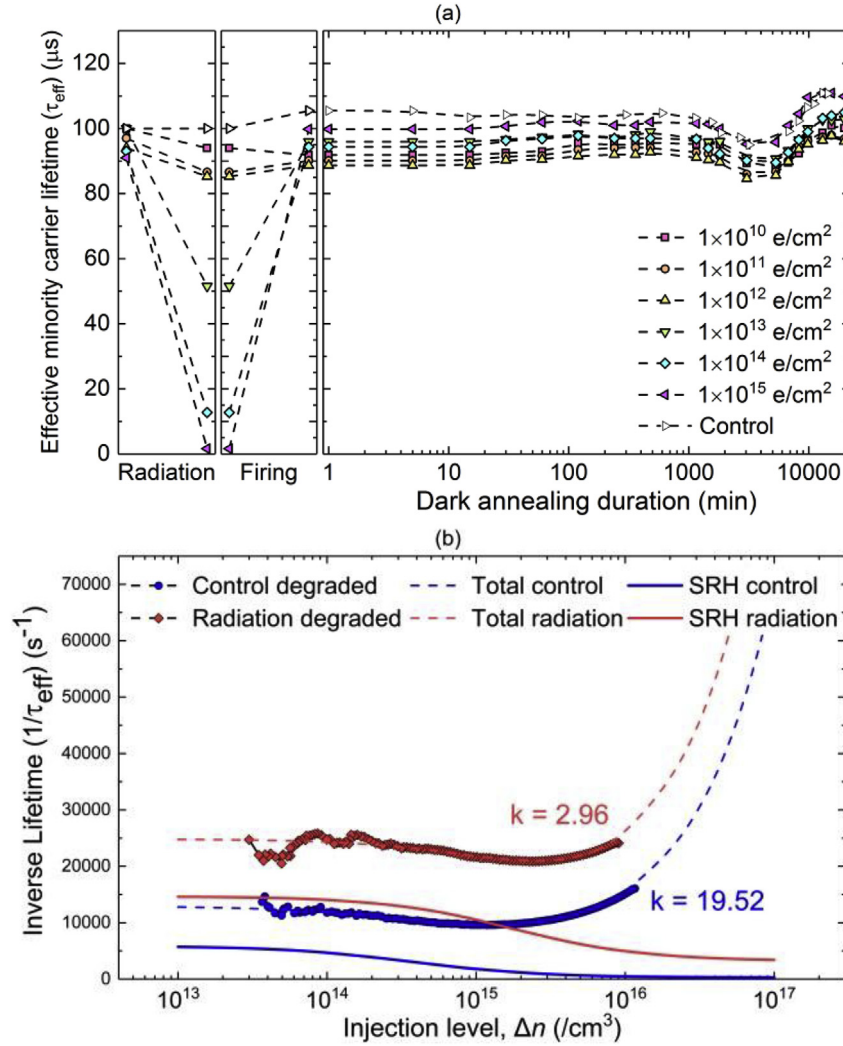 (a)
Effective minority carrier lifetime (τeff) (μs)
120
100
80
60
40
20
0
1×10^10 e/cm^2
1×10^11 e/cm^2
1×10^12 e/cm^2
1×10^13 e/cm^2
1×10^14 e/cm^2
1×10^15 e/cm^2
Control
Radiation Firing 1 10 100 1000 10000
Dark annealing duration (min)
(b)
Inverse Lifetime (1/τeff) (s^-1)
70000
60000
50000
40000
30000
20000
10000
0
Control degraded Total control SRH control
Radiation degraded Total radiation SRH radiation
k = 2.96
k = 19.52
10^13 10^14 10^15 10^16 10^17
Injection level, Δn (/cm^3)